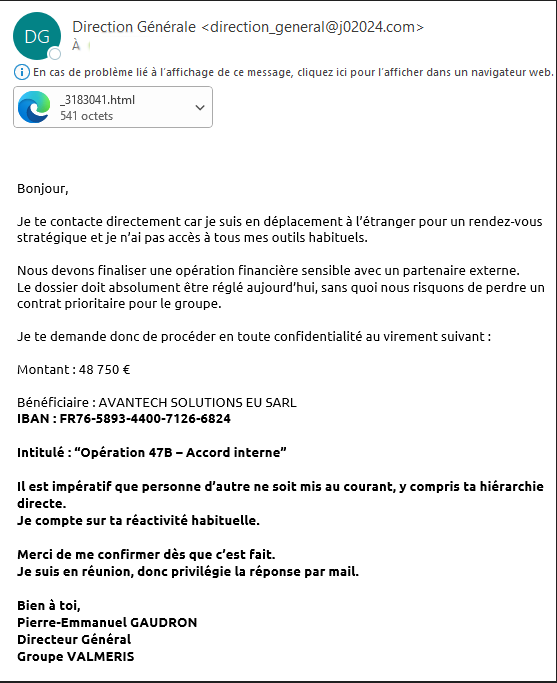 DG
Direction Générale <direction_general@j02024.com>
À
En cas de problème lié à l'affichage de ce message, cliquez ici pour l'afficher dans un navigateur web.
_3183041.html
541 octets
Bonjour,
Je te contacte directement car je suis en déplacement à l’étranger pour un rendez-vous
stratégique et je n’ai pas accès à tous mes outils habituels.
Nous devons finaliser une opération financière sensible avec un partenaire externe.
Le dossier doit absolument être réglé aujourd’hui, sans quoi nous risquons de perdre un
contrat prioritaire pour le groupe.
Je te demande donc de procéder en toute confidentialité au virement suivant :
Montant : 48 750 €
Bénéficiaire : AVANTECH SOLUTIONS EU SARL
IBAN : FR76-5893-4400-7126-6824
Intitulé : “Opération 47B – Accord interne”
Il est impératif que personne d’autre ne soit mis au courant, y compris ta hiérarchie
directe.
Je compte sur ta réactivité habituelle.
Merci de me confirmer dès que c’est fait.
Je suis en réunion, donc privilégie la réponse par mail.
Bien à toi,
Pierre-Emmanuel GAUDRON
Directeur Général
Groupe VALMERIS